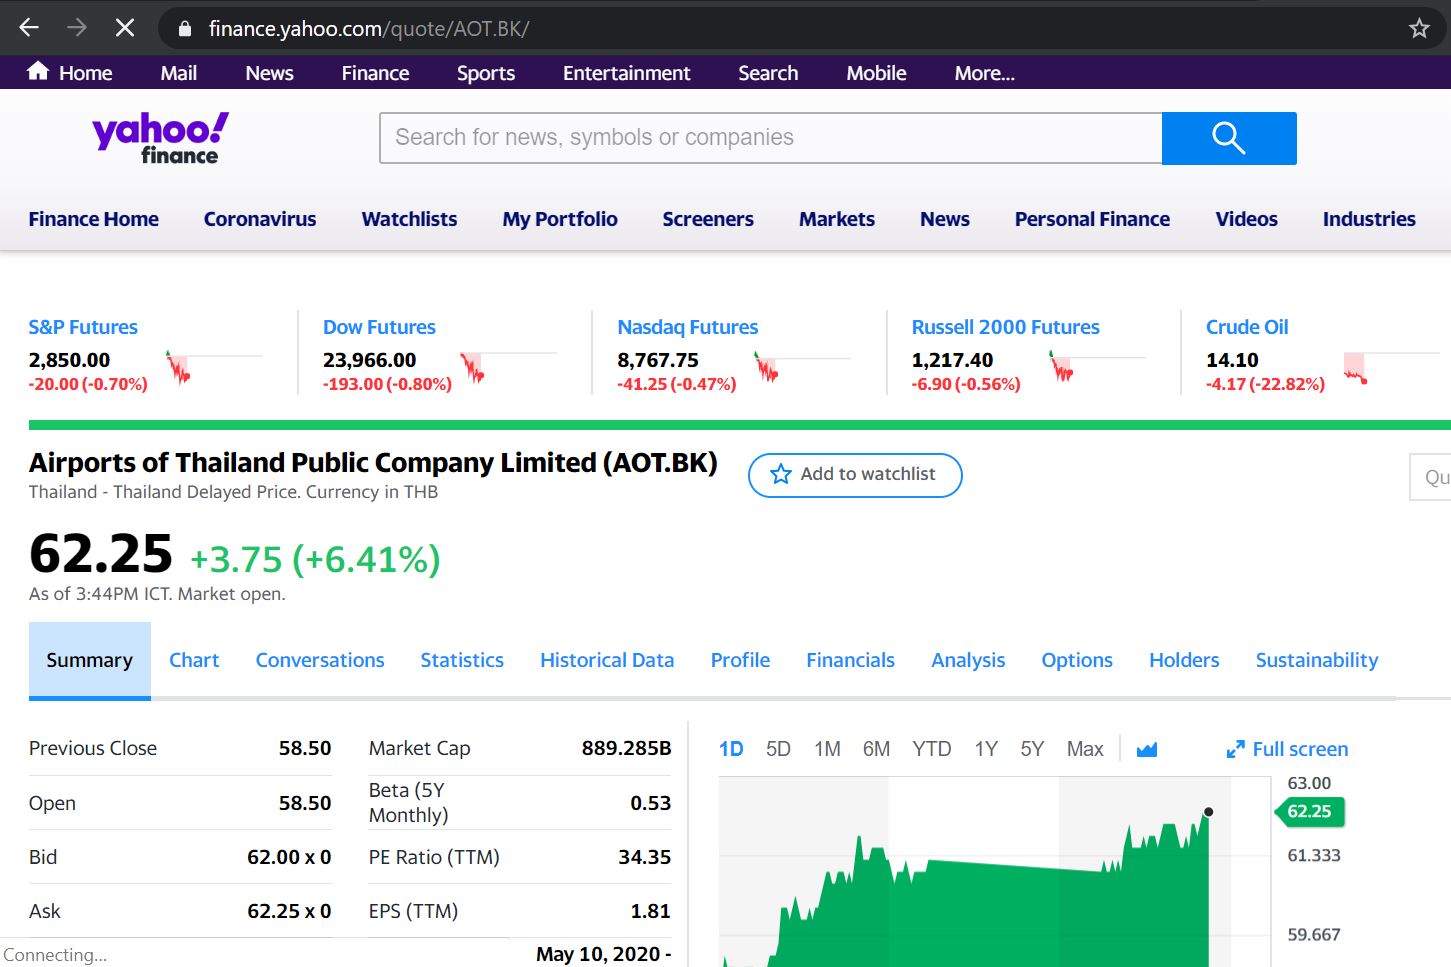 finance.yahoo.com/quote/AOT.BK/
Home Mail News Finance Sports Entertainment Search Mobile More...
yahoo!
finance
Search for news, symbols or companies
Finance Home Coronavirus Watchlists My Portfolio Screeners Markets News Personal Finance Videos Industries
S&P Futures
2,850.00
-20.00 (-0.70%)
Dow Futures
23,966.00
-193.00 (-0.80%)
Nasdaq Futures
8,767.75
-41.25 (-0.47%)
Russell 2000 Futures
1,217.40
-6.90 (-0.56%)
Crude Oil
14.10
-4.17 (-22.82%)
Airports of Thailand Public Company Limited (AOT.BK)
Add to watchlist
Qu
Thailand - Thailand Delayed Price. Currency in THB
62.25 +3.75 (+6.41%)
As of 3:44PM ICT. Market open.
Summary Chart Conversations Statistics Historical Data Profile Financials Analysis Options Holders Sustainability
Previous Close 58.50
Open 58.50
Bid 62.00 x 0
Ask 62.25 x 0
Market Cap 889.285B
Beta (5Y
Monthly) 0.53
PE Ratio (TTM) 34.35
EPS (TTM) 1.81
May 10, 2020 -
1D 5D 1M 6M YTD 1Y 5Y Max Full screen
63.00
62.25
61.333
59.667
Connecting...